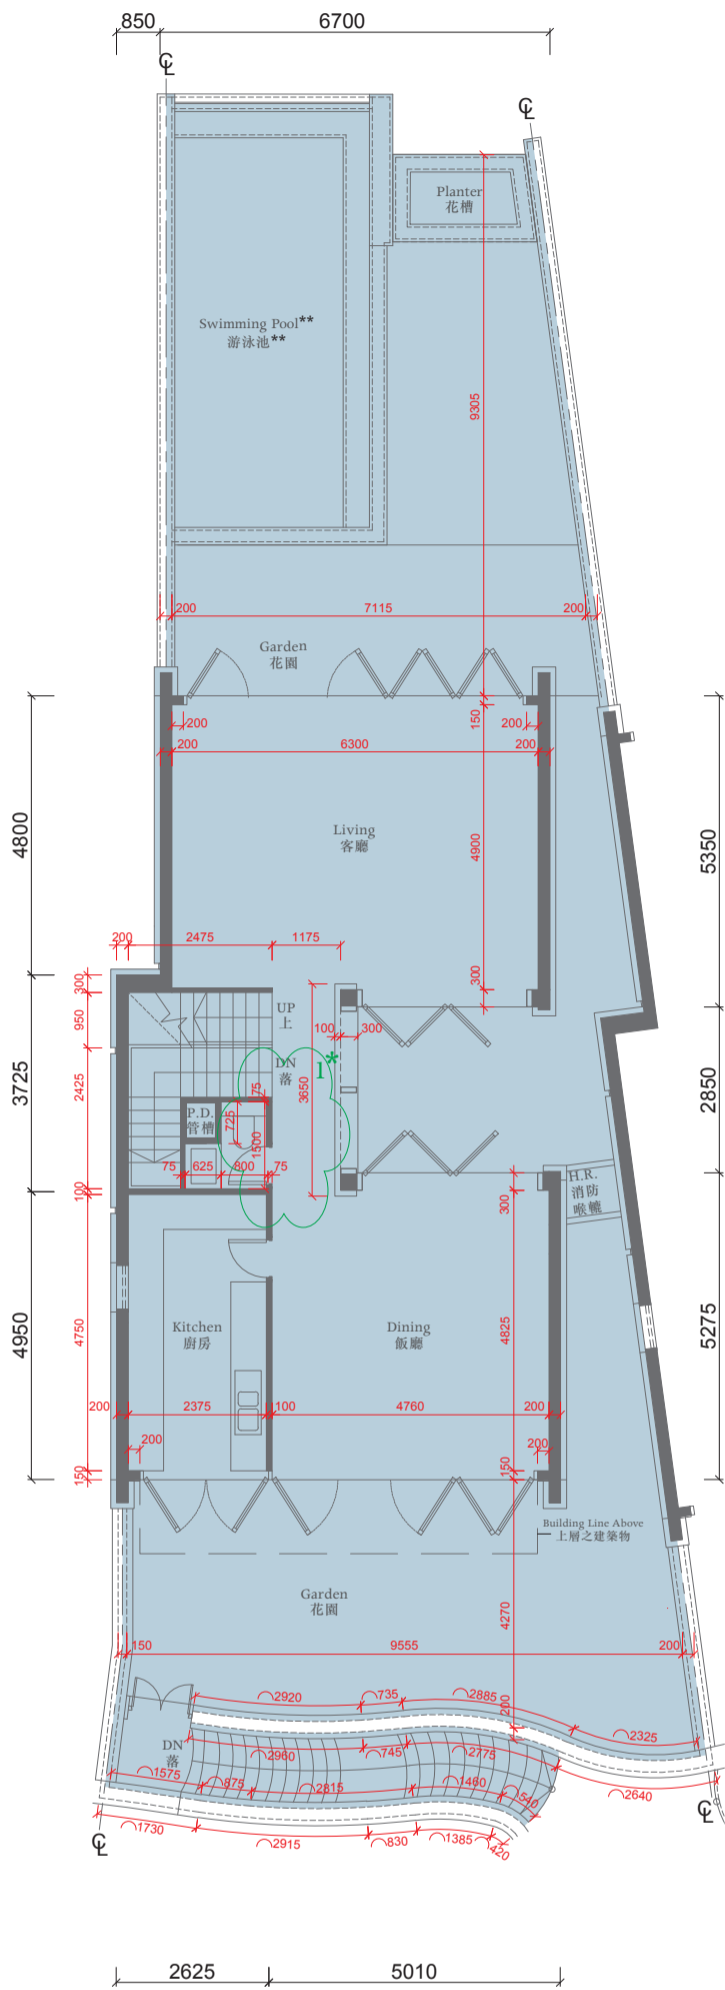 850
6700
℄
℄
Planter
花槽
Swimming Pool**
游泳池**
9305
200
7115
200
Garden
花園
150
200
200
200
6300
200
4800
5350
Living
客廳
4900
200
2475
1175
300
300
950
UP
上
100
300
1*
DN
落
3650
2425
75
3725
2850
P.D.
管槽
725
1500
75
625
800
75
100
300
H.R.
消防
喉轆
4950
4750
Kitchen
廚房
Dining
飯廳
4825
5275
200
2375
100
4760
200
200
200
150
150
Building Line Above
上層之建築物
Garden
花園
4270
150
9555
200
2920
735
2885
200
2325
DN
落
2960
745
2775
1575
875
2815
1460
540
2640
1730
2915
830
1385
420
℄
℄
2625
5010